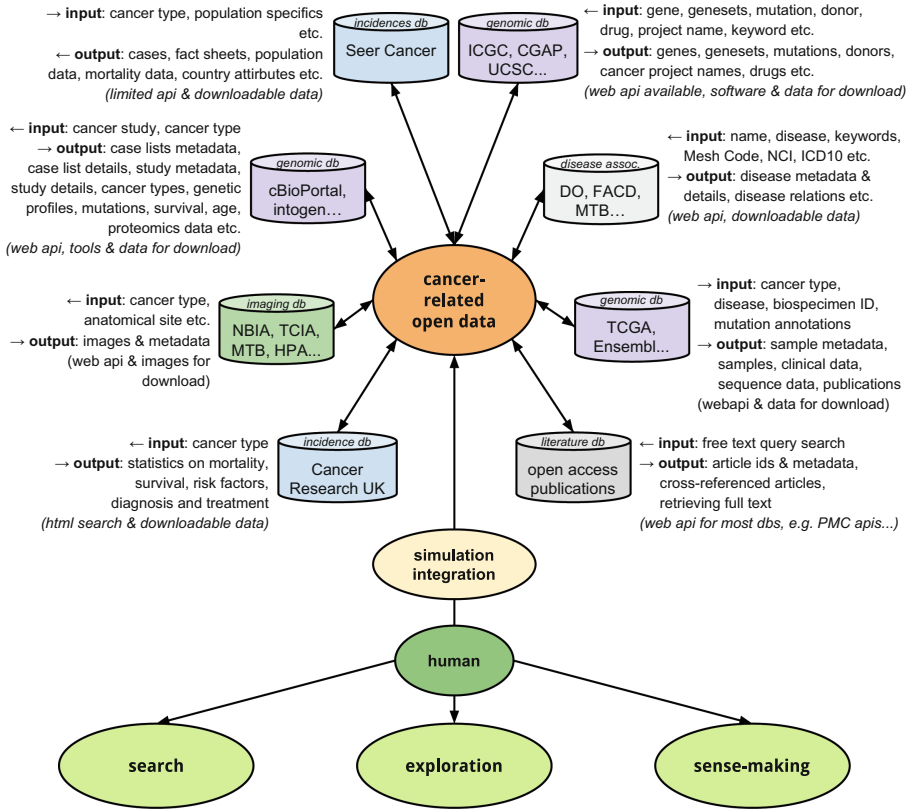 → input: cancer type, population specifics
etc.
← output: cases, fact sheets, population
data, mortality data, country attirbutes etc.
(limited api & downloadable data)
incidences db
Seer Cancer
genomic db
ICGC, CGAP,
UCSC...
← input: gene, genesets, mutation, donor,
drug, project name, keyword etc.
→ output: genes, genesets, mutations, donors,
cancer project names, drugs etc.
(web api available, software & data for download)
← input: cancer study, cancer type
→ output: case lists metadata,
case list details, study metadata,
study details, cancer types, genetic
profiles, mutations, survival, age,
proteomics data etc.
(web api, tools & data for download)
genomic db
cBioPortal,
intogen…
disease assoc.
DO, FACD,
MTB…
← input: name, disease, keywords,
Mesh Code, NCI, ICD10 etc.
→ output: disease metadata &
details, disease relations etc.
(web api, downloadable data)
cancer-
related
open data
← input: cancer type,
anatomical site etc.
→ output: images & metadata
(web api & images for
download)
imaging db
NBIA, TCIA,
MTB, HPA...
genomic db
TCGA,
Ensembl...
→ input: cancer type,
disease, biospecimen ID,
mutation annotations
→ output: sample metadata,
samples, clinical data,
sequence data, publications
(webapi & data for download)
← input: cancer type
→ output: statistics on mortality,
survival, risk factors,
diagnosis and treatment
(html search & downloadable data)
incidence db
Cancer
Research UK
literature db
open access
publications
← input: free text query search
→ output: article ids & metadata,
cross-referenced articles,
retrieving full text
(web api for most dbs, e.g. PMC apis...)
simulation
integration
human
search
exploration
sense-making